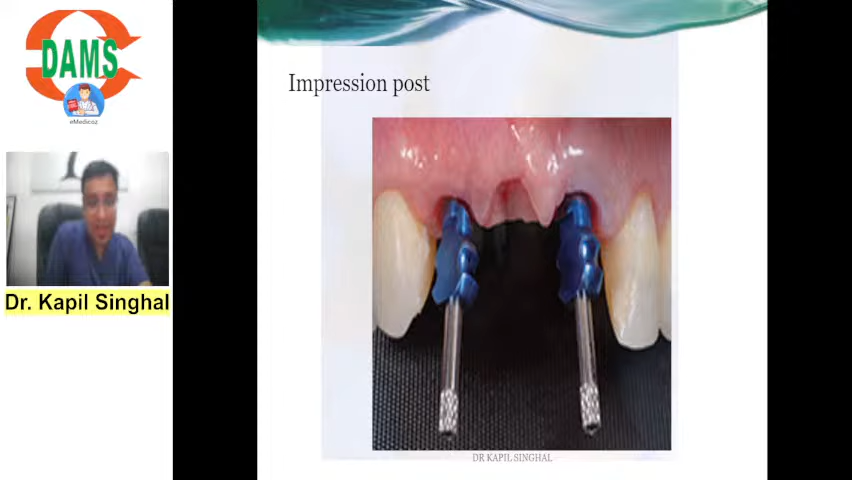 DAMS
eMedicoz
Dr. Kapil Singhal
Impression post
DR KAPIL SINGHAL